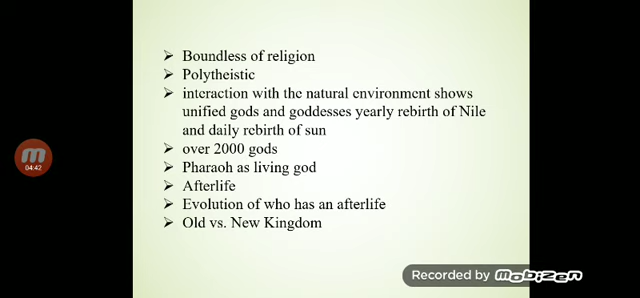 ➢ Boundless of religion
➢ Polytheistic
➢ interaction with the natural environment shows
unified gods and goddesses yearly rebirth of Nile
and daily rebirth of sun
➢ over 2000 gods
➢ Pharaoh as living god
➢ Afterlife
➢ Evolution of who has an afterlife
➢ Old vs. New Kingdom
04:42
Recorded by mobizen